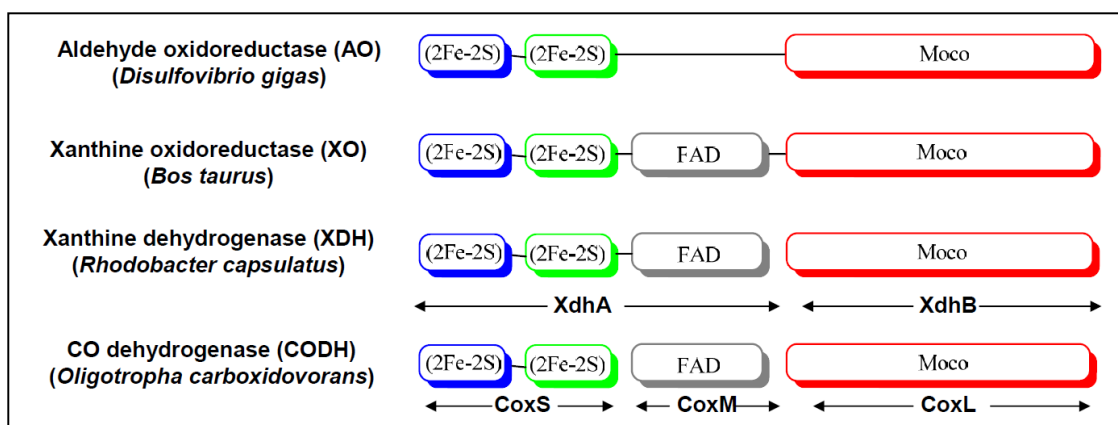 Aldehyde oxidoreductase (AO)
(Disulfovibrio gigas)
(2Fe-2S) (2Fe-2S) Moco
Xanthine oxidoreductase (XO)
(Bos taurus)
(2Fe-2S) (2Fe-2S) FAD Moco
Xanthine dehydrogenase (XDH)
(Rhodobacter capsulatus)
(2Fe-2S) (2Fe-2S) FAD Moco
XdhA XdhB
CO dehydrogenase (CODH)
(Oligotropha carboxidovorans)
(2Fe-2S) (2Fe-2S) FAD Moco
CoxS CoxM CoxL